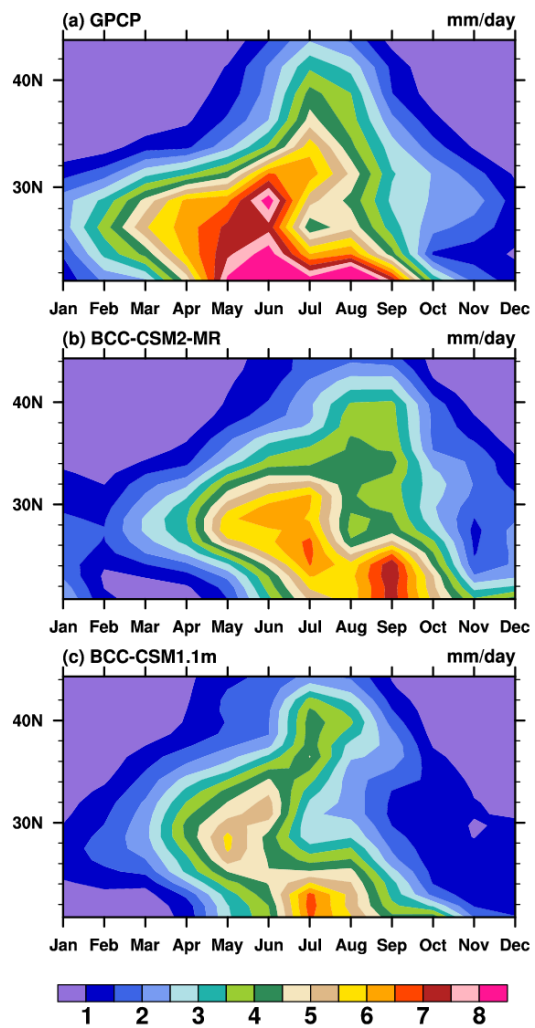 (a) GPCP mm/day
40N
30N
Jan Feb Mar Apr May Jun Jul Aug Sep Oct Nov Dec
(b) BCC-CSM2-MR mm/day
40N
30N
Jan Feb Mar Apr May Jun Jul Aug Sep Oct Nov Dec
(c) BCC-CSM1.1m mm/day
40N
30N
Jan Feb Mar Apr May Jun Jul Aug Sep Oct Nov Dec
1 2 3 4 5 6 7 8